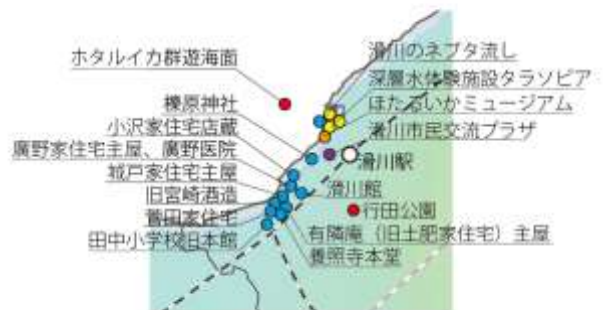 ホタルイカ群遊海面
櫟原神社
小沢家住宅店蔵
廣野家住宅主屋、廣野医院
城戸家住宅主屋
旧宮崎酒造
菅田家住宅
田中小学校旧本館
滑川のネブタ流し
深層水体験施設タラソピア
ほたるいかミュージアム
滑川市民交流プラザ
滑川駅
滑川館
行田公園
有隣庵（旧土肥家住宅）主屋
養照寺本堂